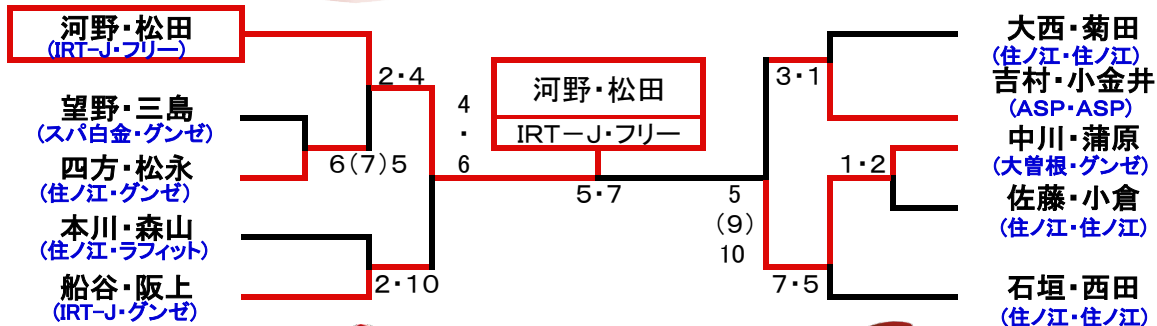 河野・松田
(IRT-J・フリー)
望野・三島
(スパ白金・グンゼ)
四方・松永
(住ノ江・グンゼ)
本川・森山
(住ノ江・ラフィット)
船谷・阪上
(IRT-J・グンゼ)
2・4
6(7)5
2・10
4
・
6
河野・松田
IRT－J・フリー
5・7
5
(9)
10
3・1
1・2
7・5
大西・菊田
(住ノ江・住ノ江)
吉村・小金井
(ASP・ASP)
中川・蒲原
(大曽根・グンゼ)
佐藤・小倉
(住ノ江・住ノ江)
石垣・西田
(住ノ江・住ノ江)